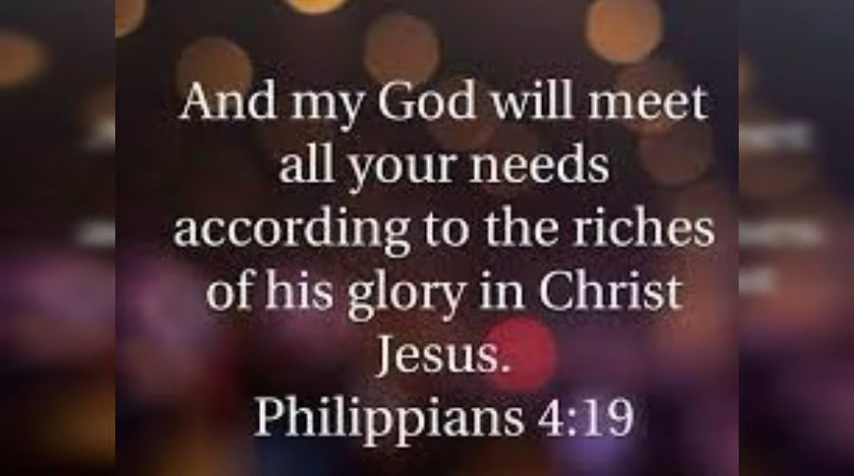 And my God will meet
all your needs
according to the riches
of his glory in Christ
Jesus.
Philippians 4:19